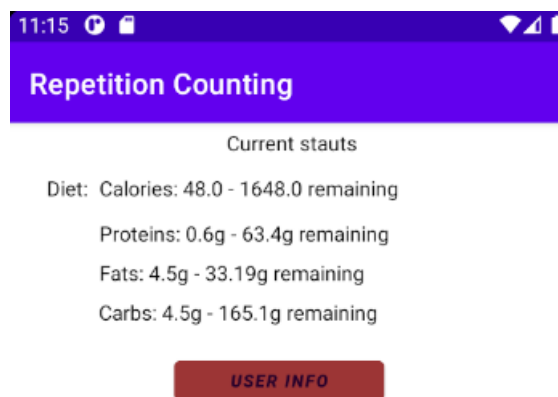 11:15
Repetition Counting
Current stauts
Diet: Calories: 48.0 - 1648.0 remaining
Proteins: 0.6g - 63.4g remaining
Fats: 4.5g - 33.19g remaining
Carbs: 4.5g - 165.1g remaining
USER INFO